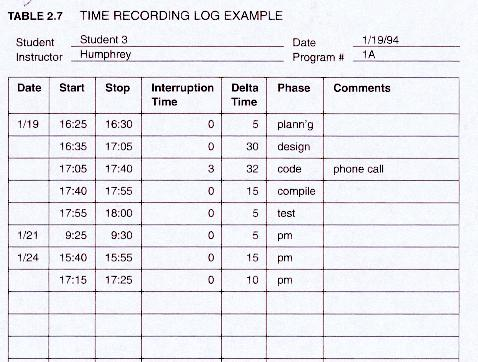 TABLE 2.7 TIME RECORDING LOG EXAMPLE
Student Student 3 Date 1/19/94
Instructor Humphrey Program # 1A
Date Start Stop Interruption Time Delta Time Phase Comments
1/19 16:25 16:30 0 5 plann'g
16:35 17:05 0 30 design
17:05 17:40 3 32 code phone call
17:40 17:55 0 15 compile
17:55 18:00 0 5 test
1/21 9:25 9:30 0 5 pm
1/24 15:40 15:55 0 15 pm
17:15 17:25 0 10 pm